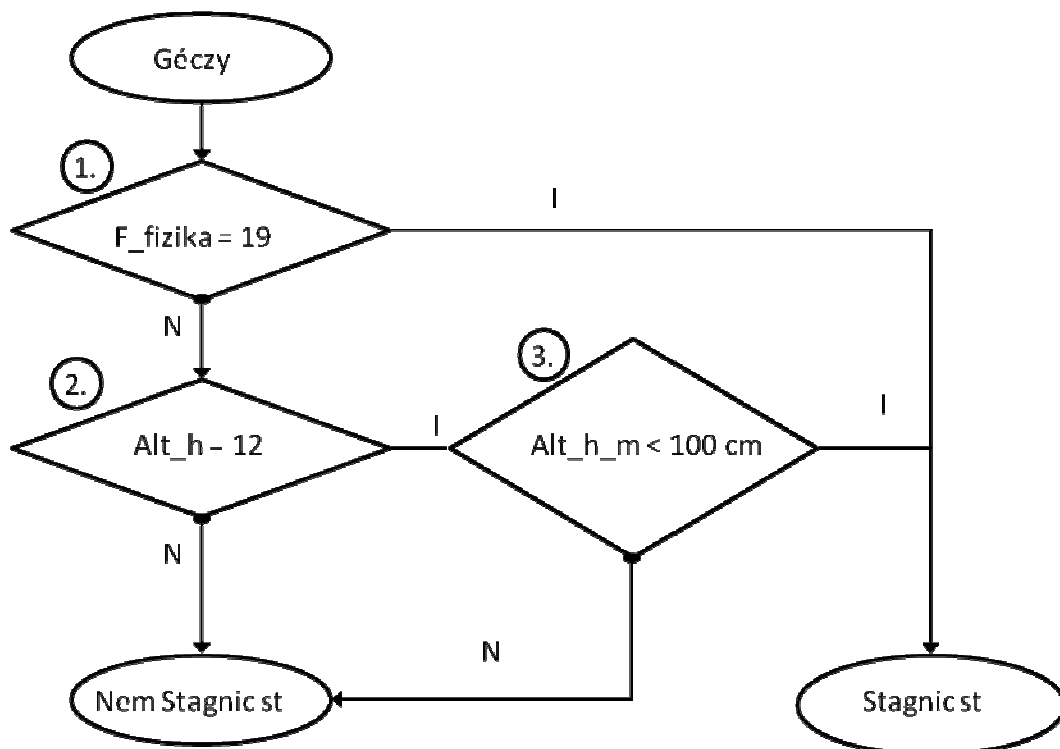 Géczy
1.
I
F_fizika = 19
N
3.
2.
I
I
Alt_h = 12
Alt_h_m < 100 cm
N
N
Nem Stagnic st
Stagnic st